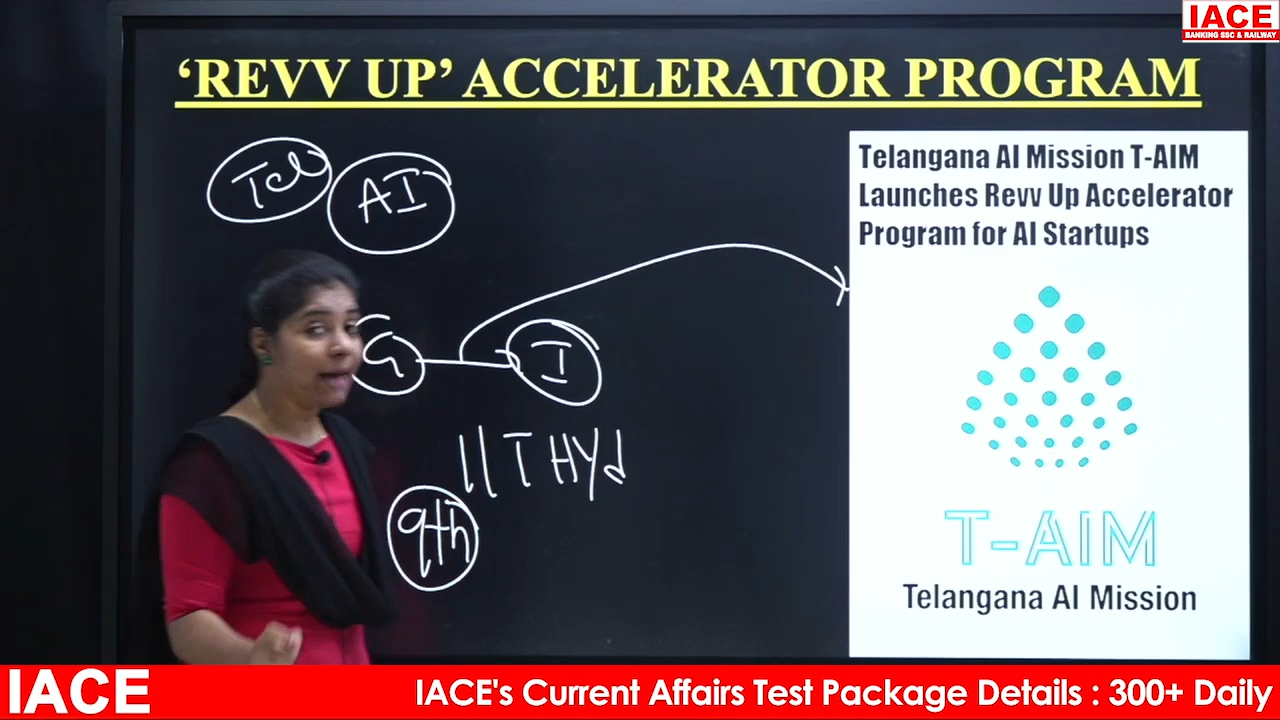 IACE
BANKING SSC & RAILWAY
‘REVV UP’ ACCELERATOR PROGRAM
Tel
AI
Telangana AI Mission T-AIM
Launches Revv Up Accelerator
Program for AI Startups
G
I
IIT Hyd
9th
T-AIM
Telangana AI Mission
IACE
IACE's Current Affairs Test Package Details : 300+ Daily